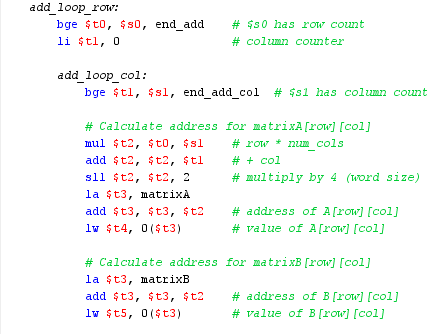 add_loop_row:
bge $t0, $s0, end_add # $s0 has row count
li $t1, 0 # column counter
add_loop_col:
bge $t1, $s1, end_add_col # $s1 has column count
# Calculate address for matrixA[row][col]
mul $t2, $t0, $s1 # row * num_cols
add $t2, $t2, $t1 # + col
sll $t2, $t2, 2 # multiply by 4 (word size)
la $t3, matrixA
add $t3, $t3, $t2 # address of A[row][col]
lw $t4, 0($t3) # value of A[row][col]
# Calculate address for matrixB[row][col]
la $t3, matrixB
add $t3, $t3, $t2 # address of B[row][col]
lw $t5, 0($t3) # value of B[row][col]